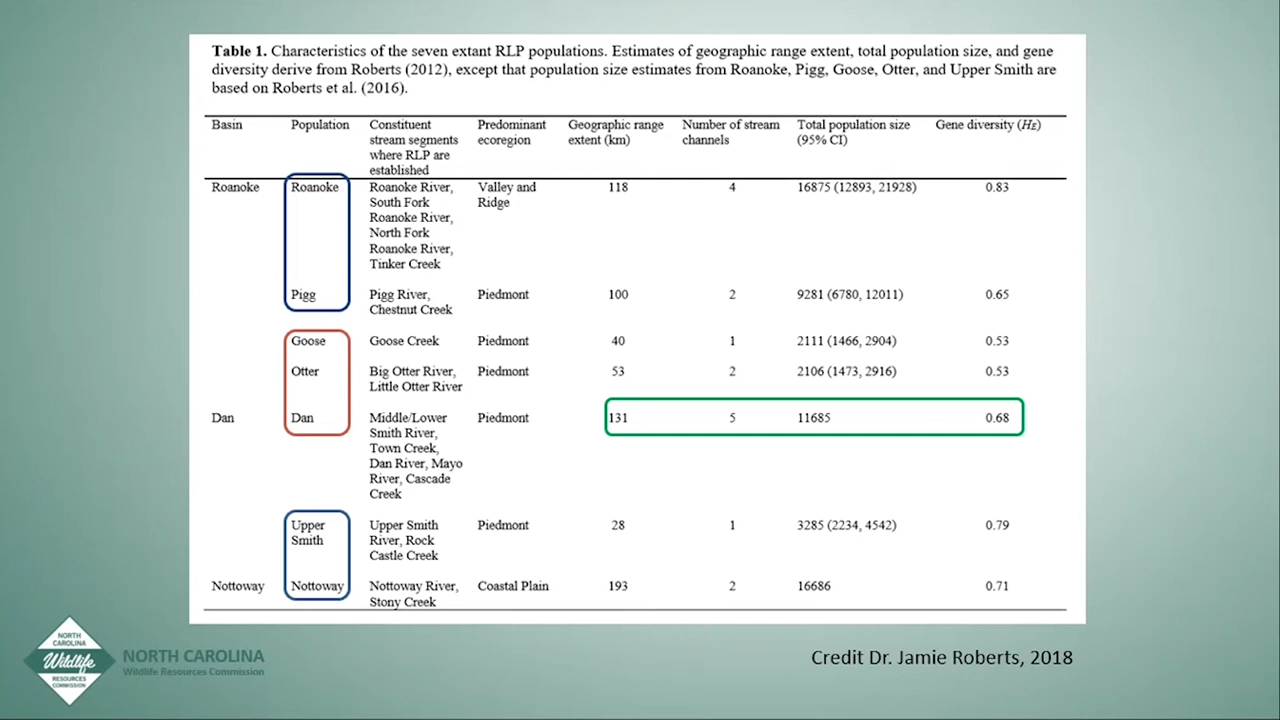 Table 1. Characteristics of the seven extant RLP populations. Estimates of geographic range extent, total population size, and gene
diversity derive from Roberts (2012), except that population size estimates from Roanoke, Pigg, Goose, Otter, and Upper Smith are
based on Roberts et al. (2016).
Basin Population Constituent Predominant Geographic range Number of stream Total population size Gene diversity (HE)
stream segments ecoregion extent (km) channels (95% CI)
where RLP are
established
Roanoke Roanoke Roanoke River, Valley and 118 4 16875 (12893, 21928) 0.83
South Fork Ridge
Roanoke River,
North Fork
Roanoke River,
Tinker Creek
Pigg Pigg River, Piedmont 100 2 9281 (6780, 12011) 0.65
Chestnut Creek
Goose Goose Creek Piedmont 40 1 2111 (1466, 2904) 0.53
Otter Big Otter River, Piedmont 53 2 2106 (1473, 2916) 0.53
Little Otter River
Dan Dan Middle/Lower Piedmont 131 5 11685 0.68
Smith River,
Town Creek,
Dan River, Mayo
River, Cascade
Creek
Upper Upper Smith Piedmont 28 1 3285 (2234, 4542) 0.79
Smith River, Rock
Castle Creek
Nottoway Nottoway Nottoway River, Coastal Plain 193 2 16686 0.71
Stony Creek
NORTH
CAROLINA
Wildlife
RESOURCES
COMMISSION
NORTH CAROLINA
Wildlife Resources Commission
Credit Dr. Jamie Roberts, 2018